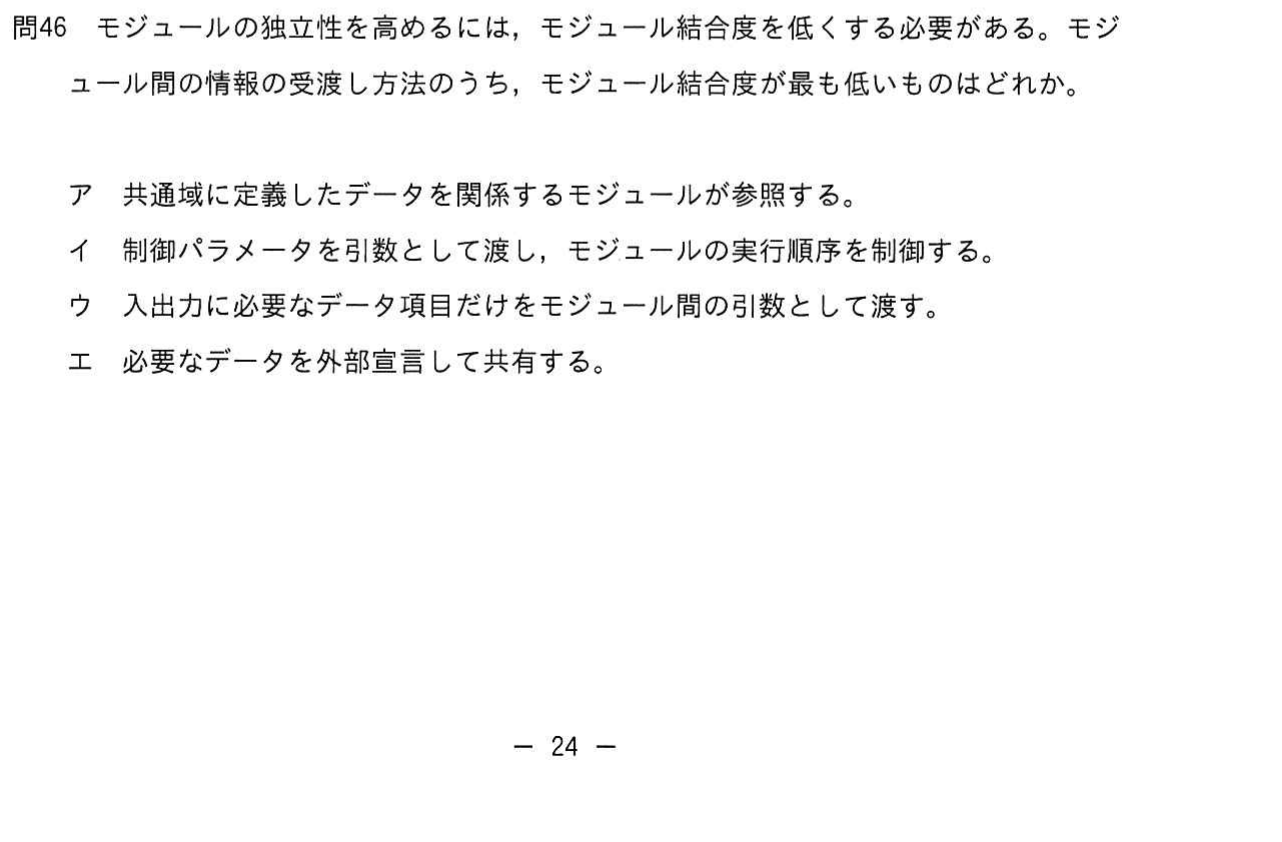 問46　モジュールの独立性を高めるには，モジュール結合度を低くする必要がある。モジ
ュール間の情報の受渡し方法のうち，モジュール結合度が最も低いものはどれか。
ア　共通域に定義したデータを関係するモジュールが参照する。
イ　制御パラメータを引数として渡し，モジュールの実行順序を制御する。
ウ　入出力に必要なデータ項目だけをモジュール間の引数として渡す。
エ　必要なデータを外部宣言して共有する。
－ 24 －